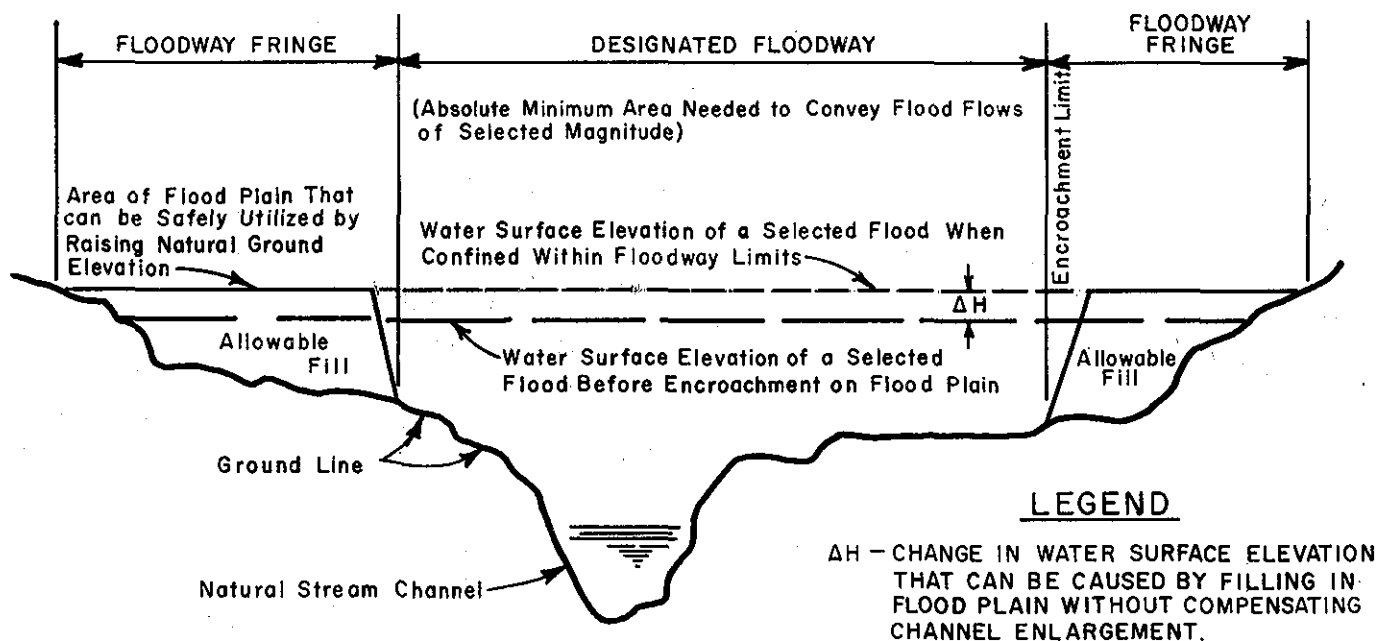 FLOODWAY FRINGE
DESIGNATED FLOODWAY
FLOODWAY
FRINGE
(Absolute Minimum Area Needed to Convey Flood Flows
of Selected Magnitude)
Encroachment Limit
Area of Flood Plain That
can be Safely Utilized by
Raising Natural Ground
Elevation
Water Surface Elevation of a Selected Flood When
Confined Within Floodway Limits
ΔH
Allowable
Fill
Water Surface Elevation of a Selected
Flood Before Encroachment on Flood Plain
Allowable
Fill
Ground Line
Natural Stream Channel
LEGEND
ΔH – CHANGE IN WATER SURFACE ELEVATION
THAT CAN BE CAUSED BY FILLING IN
FLOOD PLAIN WITHOUT COMPENSATING
CHANNEL ENLARGEMENT.